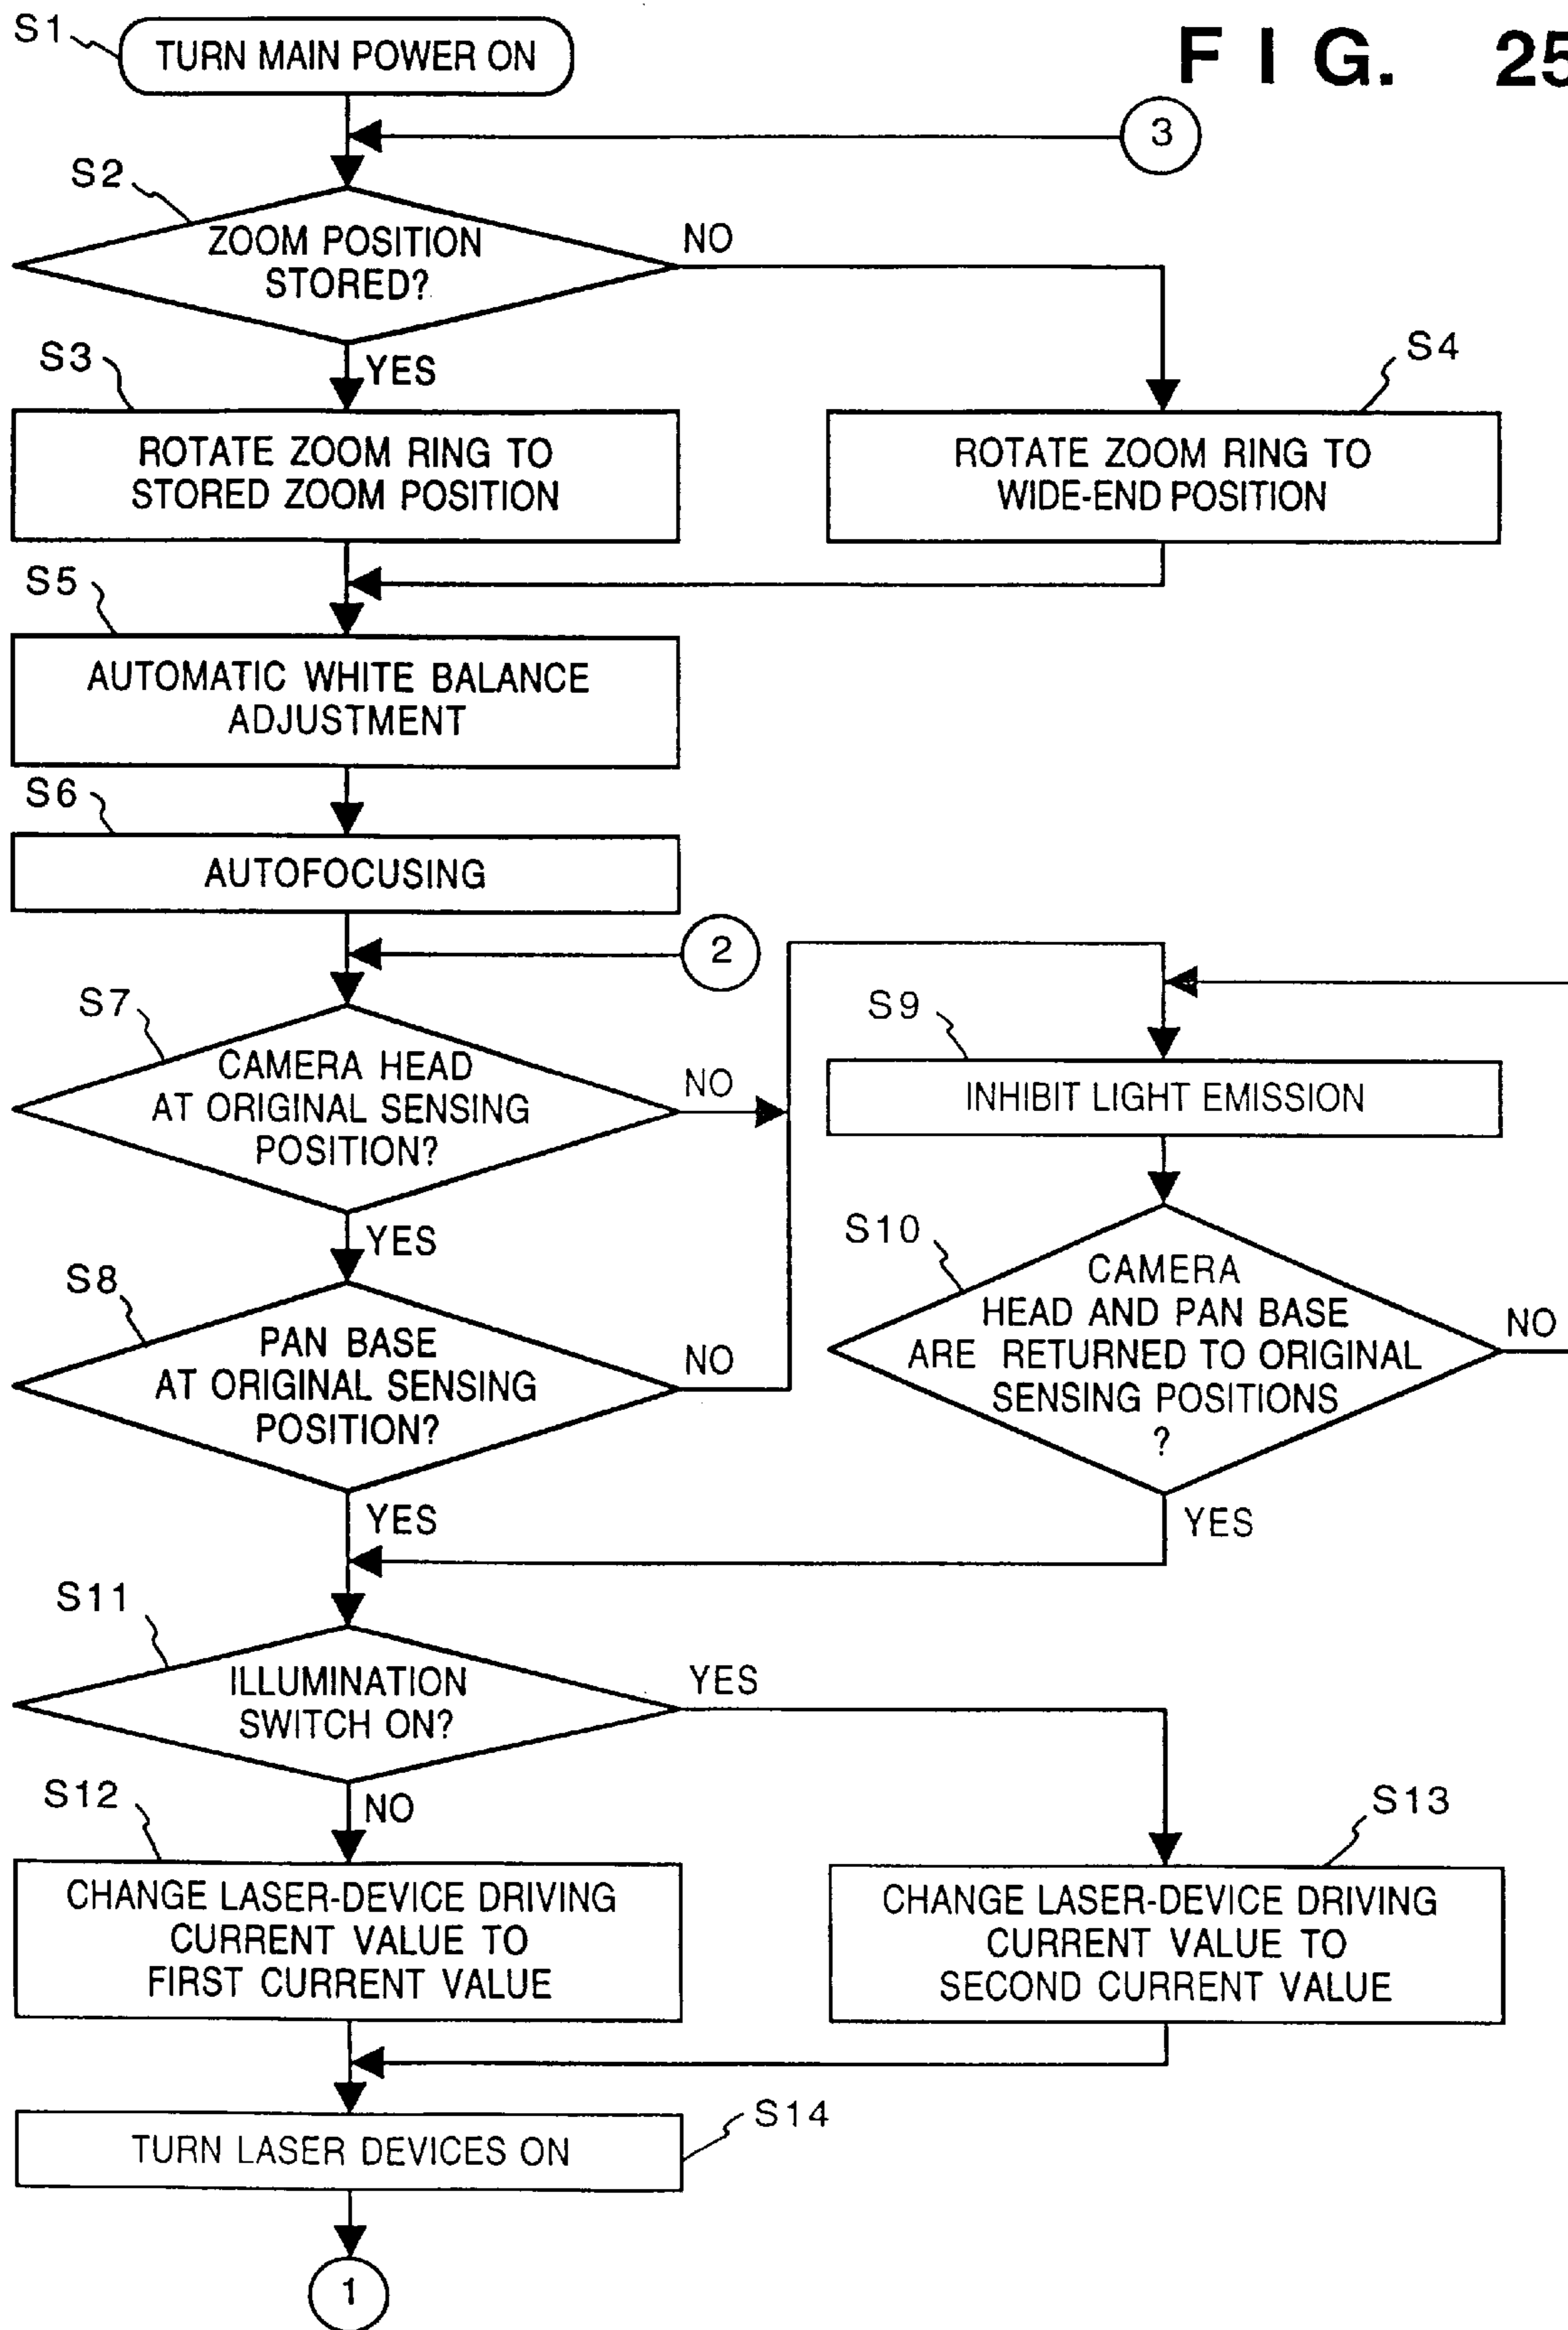 FIG. 25
S1
TURN MAIN POWER ON
3
S2
ZOOM POSITION
STORED?
NO
YES
S3
ROTATE ZOOM RING TO
STORED ZOOM POSITION
S4
ROTATE ZOOM RING TO
WIDE-END POSITION
S5
AUTOMATIC WHITE BALANCE
ADJUSTMENT
S6
AUTOFOCUSING
2
S7
CAMERA HEAD
AT ORIGINAL SENSING
POSITION?
NO
YES
S8
PAN BASE
AT ORIGINAL SENSING
POSITION?
NO
YES
S9
INHIBIT LIGHT EMISSION
S10
CAMERA
HEAD AND PAN BASE
ARE RETURNED TO ORIGINAL
SENSING POSITIONS
?
NO
YES
S11
ILLUMINATION
SWITCH ON?
YES
NO
S12
CHANGE LASER-DEVICE DRIVING
CURRENT VALUE TO
FIRST CURRENT VALUE
S13
CHANGE LASER-DEVICE DRIVING
CURRENT VALUE TO
SECOND CURRENT VALUE
S14
TURN LASER DEVICES ON
1